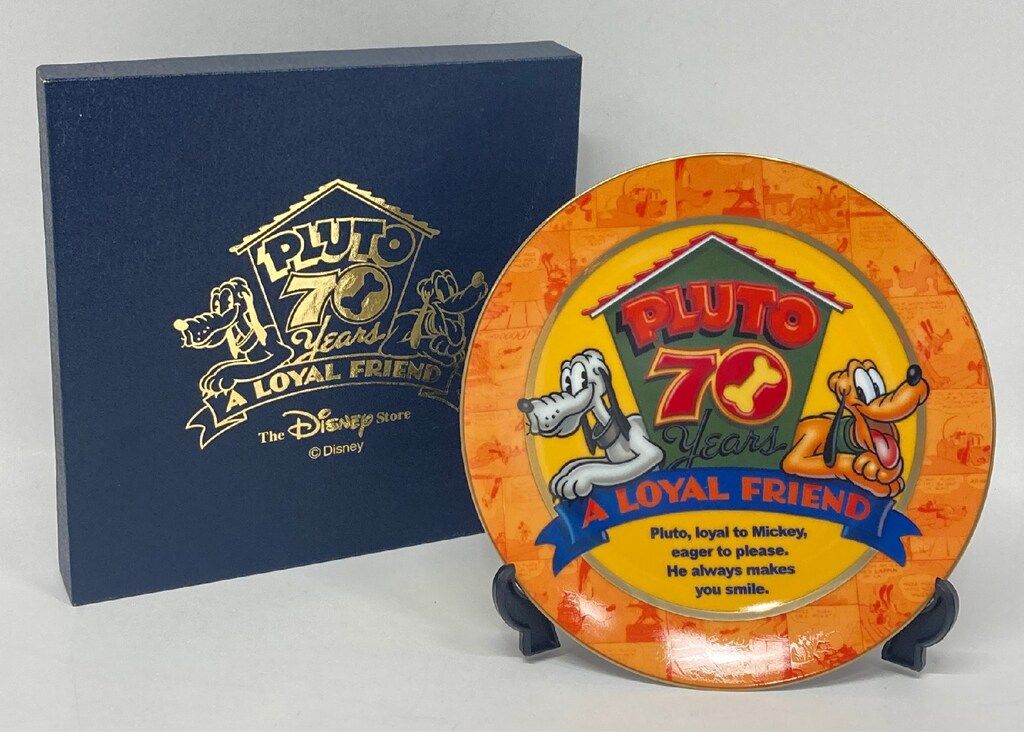 PLUTO
70
Years
A LOYAL FRIEND
The Disney Store
© Disney
PLUTO
70
Years
A LOYAL FRIEND
Pluto, loyal to Mickey,
eager to please.
He always makes
you smile.